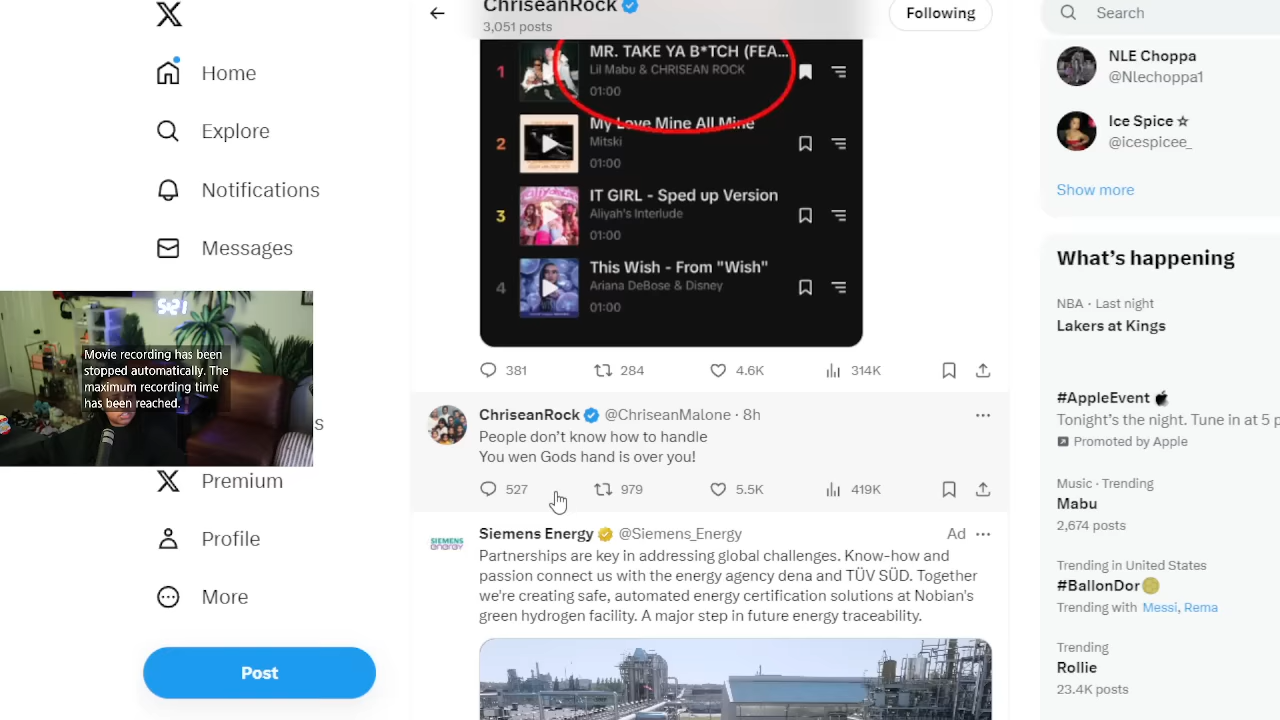 ChriseanRock
3,051 posts
Following
Search
Home
Explore
Notifications
Messages
s
Premium
Profile
More
Post
5:21
Movie recording has been
stopped automatically. The
maximum recording time
has been reached.
1
MR. TAKE YA B*TCH (FEA...
Lil Mabu & CHRISEAN ROCK
01:00
2
My Love Mine All Mine
Mitski
01:00
3
IT GIRL - Sped up Version
Aliyah's Interlude
01:00
4
This Wish - From "Wish"
Ariana DeBose & Disney
01:00
381 284 4.6K 314K
ChriseanRock @ChriseanMalone · 8h
People don’t know how to handle
You wen Gods hand is over you!
527 979 5.5K 419K
Siemens Energy @Siemens_Energy Ad
SIEMENS
energy
Partnerships are key in addressing global challenges. Know-how and
passion connect us with the energy agency dena and TÜV SÜD. Together
we're creating safe, automated energy certification solutions at Nobian's
green hydrogen facility. A major step in future energy traceability.
NLE Choppa
@Nlechoppa1
Ice Spice ☆
@icespicee_
Show more
What’s happening
NBA · Last night
Lakers at Kings
#AppleEvent
Tonight’s the night. Tune in at 5 p
Promoted by Apple
Music · Trending
Mabu
2,674 posts
Trending in United States
#BallonDor
Trending with Messi, Rema
Trending
Rollie
23.4K posts